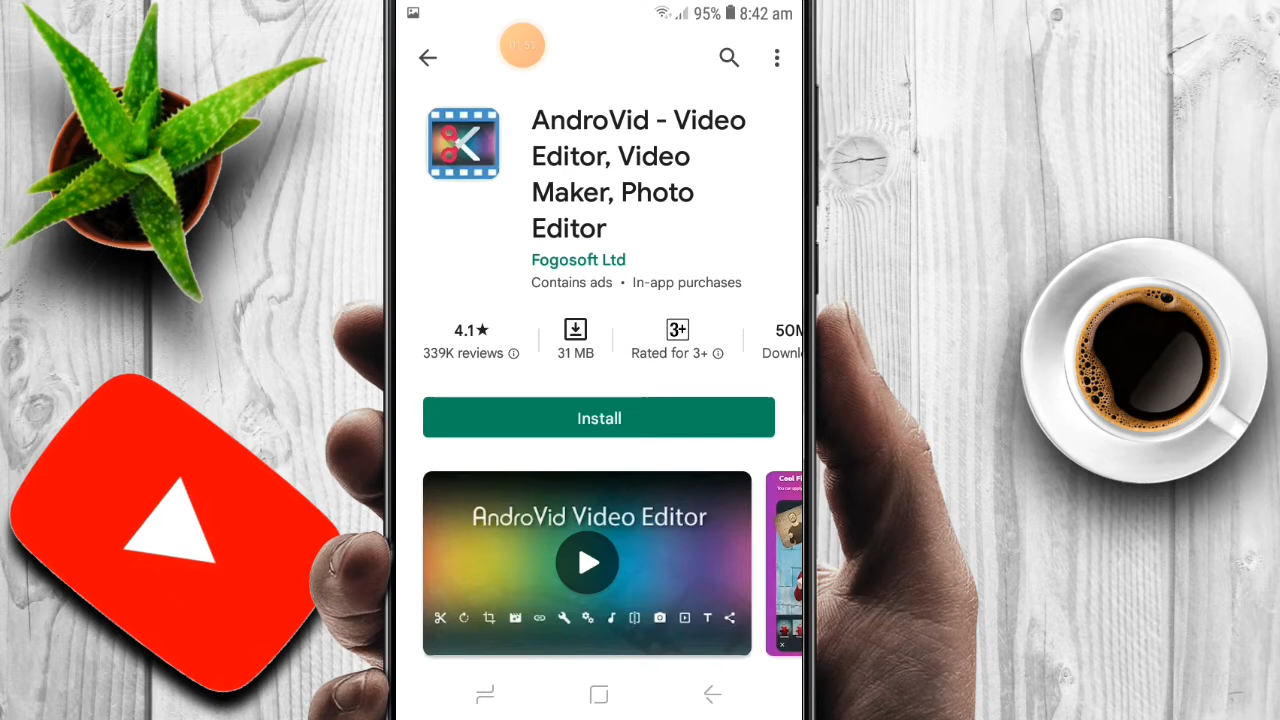 95% 8:42 am
AndroVid - Video
Editor, Video
Maker, Photo
Editor
Fogosoft Ltd
Contains ads • In-app purchases
4.1★
339K reviews
31 MB
3+
Rated for 3+
Install
AndroVid Video Editor
T